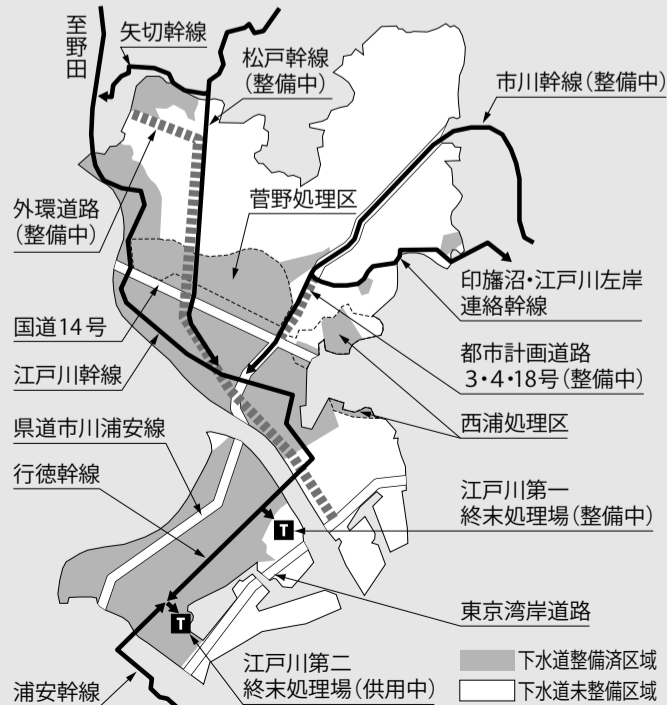 至野田
矢切幹線
松戸幹線
(整備中)
市川幹線(整備中)
外環道路
(整備中)
菅野処理区
印旛沼・江戸川左岸
連絡幹線
国道14号
都市計画道路
3・4・18号(整備中)
江戸川幹線
西浦処理区
県道市川浦安線
行徳幹線
江戸川第一
終末処理場(整備中)
T
東京湾岸道路
T
江戸川第二
終末処理場(供用中)
浦安幹線
下水道整備済区域
下水道未整備区域